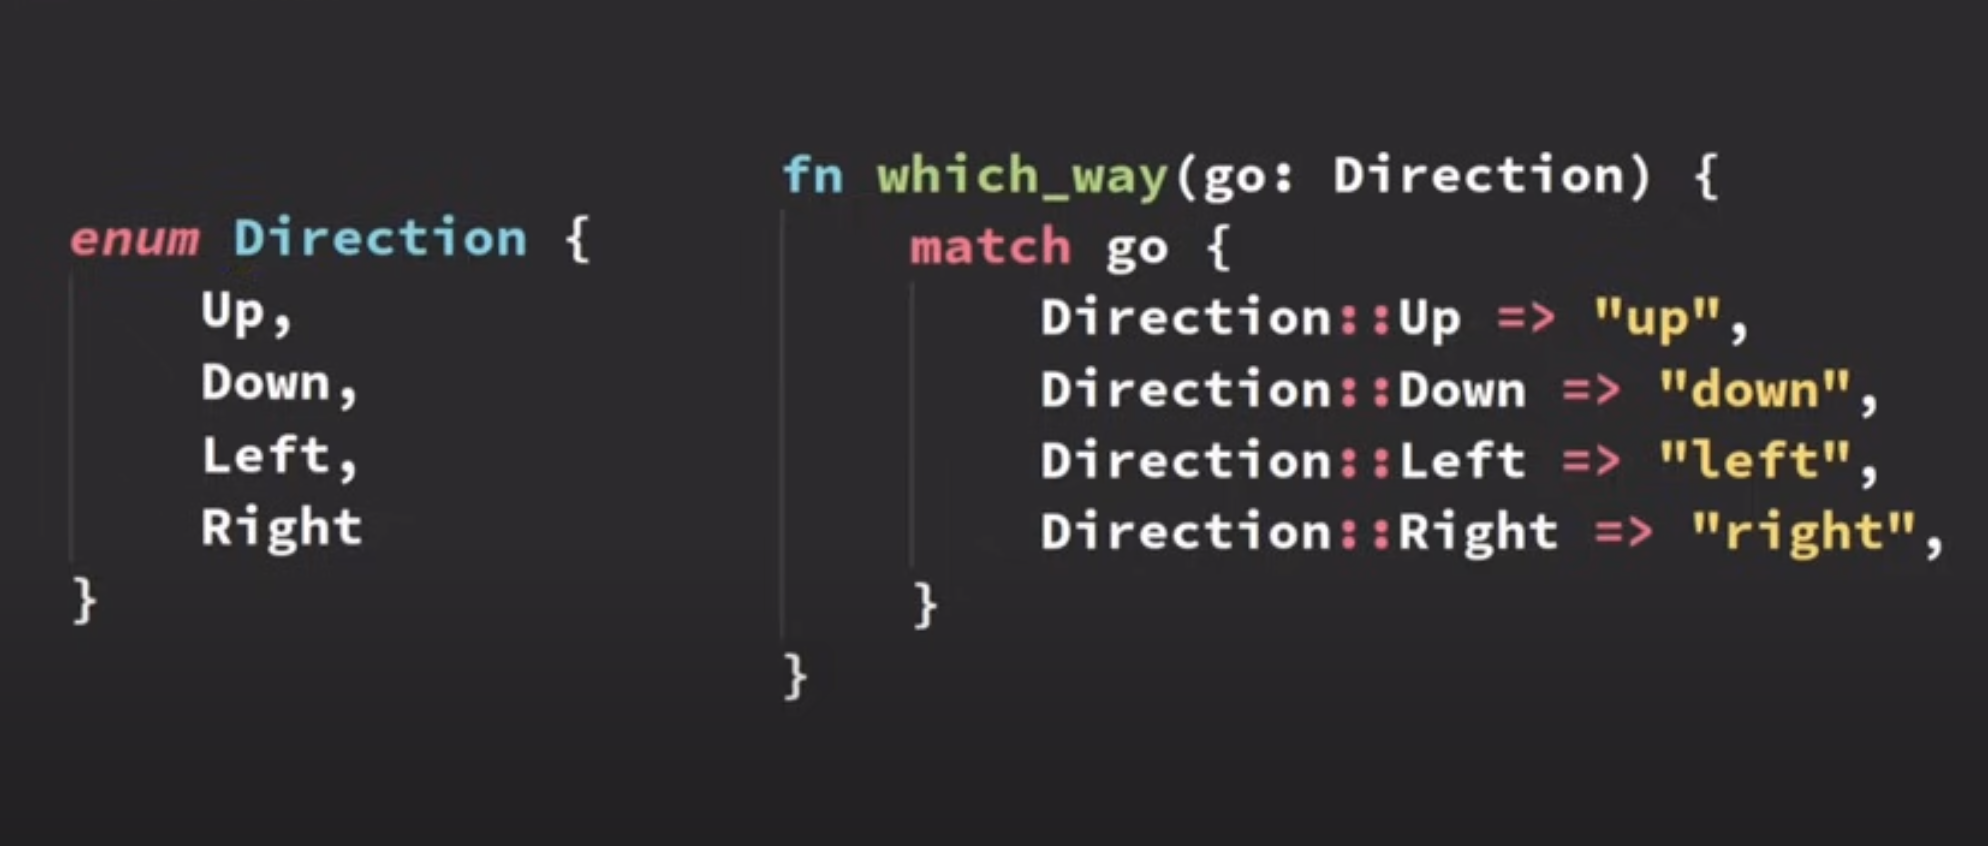 enum Direction {
    Up,
    Down,
    Left,
    Right
}
fn which_way(go: Direction) {
    match go {
        Direction::Up => "up",
        Direction::Down => "down",
        Direction::Left => "left",
        Direction::Right => "right",
    }
}